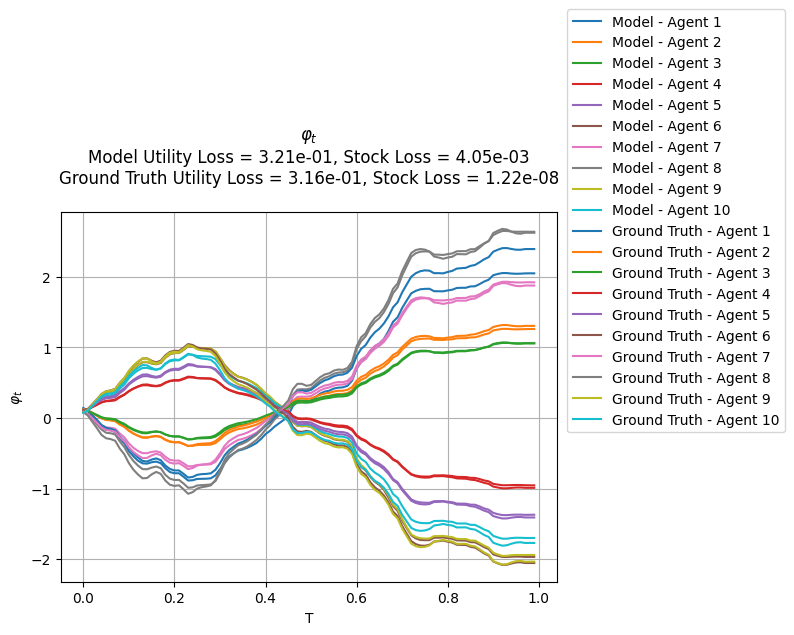 φt
Model Utility Loss = 3.21e-01, Stock Loss = 4.05e-03
Ground Truth Utility Loss = 3.16e-01, Stock Loss = 1.22e-08
φt
2
1
0
−1
−2
0.0 0.2 0.4 0.6 0.8 1.0
T
Model - Agent 1
Model - Agent 2
Model - Agent 3
Model - Agent 4
Model - Agent 5
Model - Agent 6
Model - Agent 7
Model - Agent 8
Model - Agent 9
Model - Agent 10
Ground Truth - Agent 1
Ground Truth - Agent 2
Ground Truth - Agent 3
Ground Truth - Agent 4
Ground Truth - Agent 5
Ground Truth - Agent 6
Ground Truth - Agent 7
Ground Truth - Agent 8
Ground Truth - Agent 9
Ground Truth - Agent 10